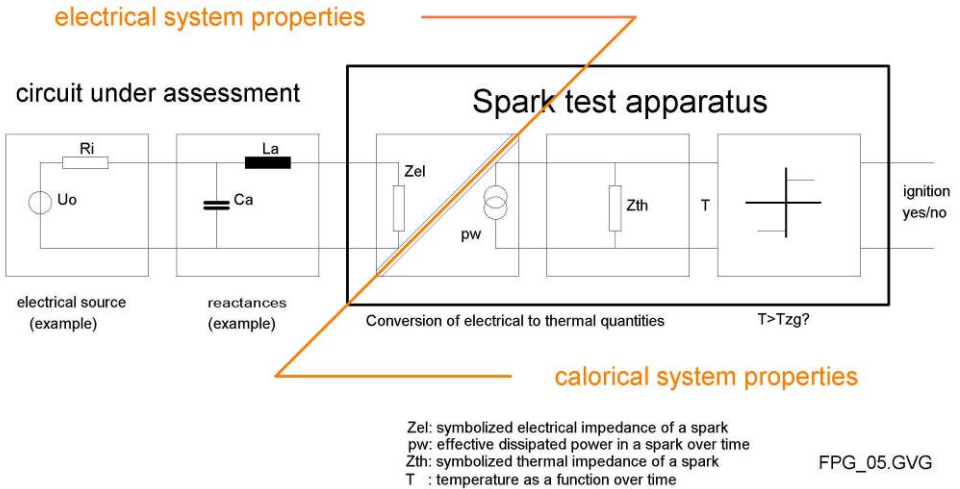 electrical system properties
circuit under assessment
Spark test apparatus
Ri
La
Uo
Ca
Zel
pw
Zth
T
ignition
yes/no
electrical source
(example)
reactances
(example)
Conversion of electrical to thermal quantities
T>Tzg?
calorical system properties
Zel: symbolized electrical impedance of a spark
pw: effective dissipated power in a spark over time
Zth: symbolized thermal impedance of a spark
T : temperature as a function over time
FPG_05.GVG